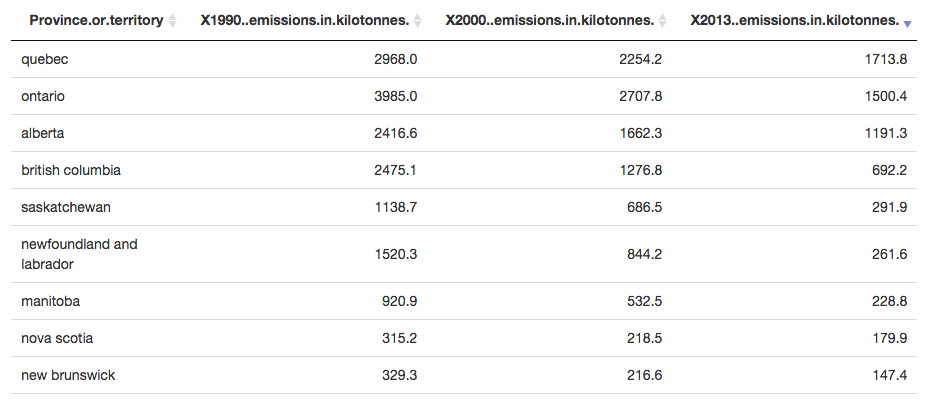 Province.or.territory X1990..emissions.in.kilotonnes. X2000..emissions.in.kilotonnes. X2013..emissions.in.kilotonnes.
quebec 2968.0 2254.2 1713.8
ontario 3985.0 2707.8 1500.4
alberta 2416.6 1662.3 1191.3
british columbia 2475.1 1276.8 692.2
saskatchewan 1138.7 686.5 291.9
newfoundland and
labrador 1520.3 844.2 261.6
manitoba 920.9 532.5 228.8
nova scotia 315.2 218.5 179.9
new brunswick 329.3 216.6 147.4